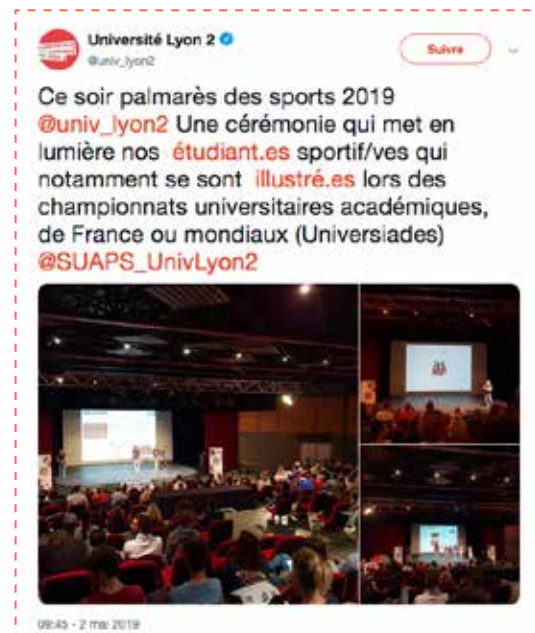 Université Lyon 2
@univ_lyon2
Suivre
Ce soir palmarès des sports 2019
@univ_lyon2 Une cérémonie qui met en
lumière nos étudiant.es sportif/ves qui
notamment se sont illustré.es lors des
championnats universitaires académiques,
de France ou mondiaux (Universiades)
@SUAPS_UnivLyon2
09:45 - 2 mai 2019